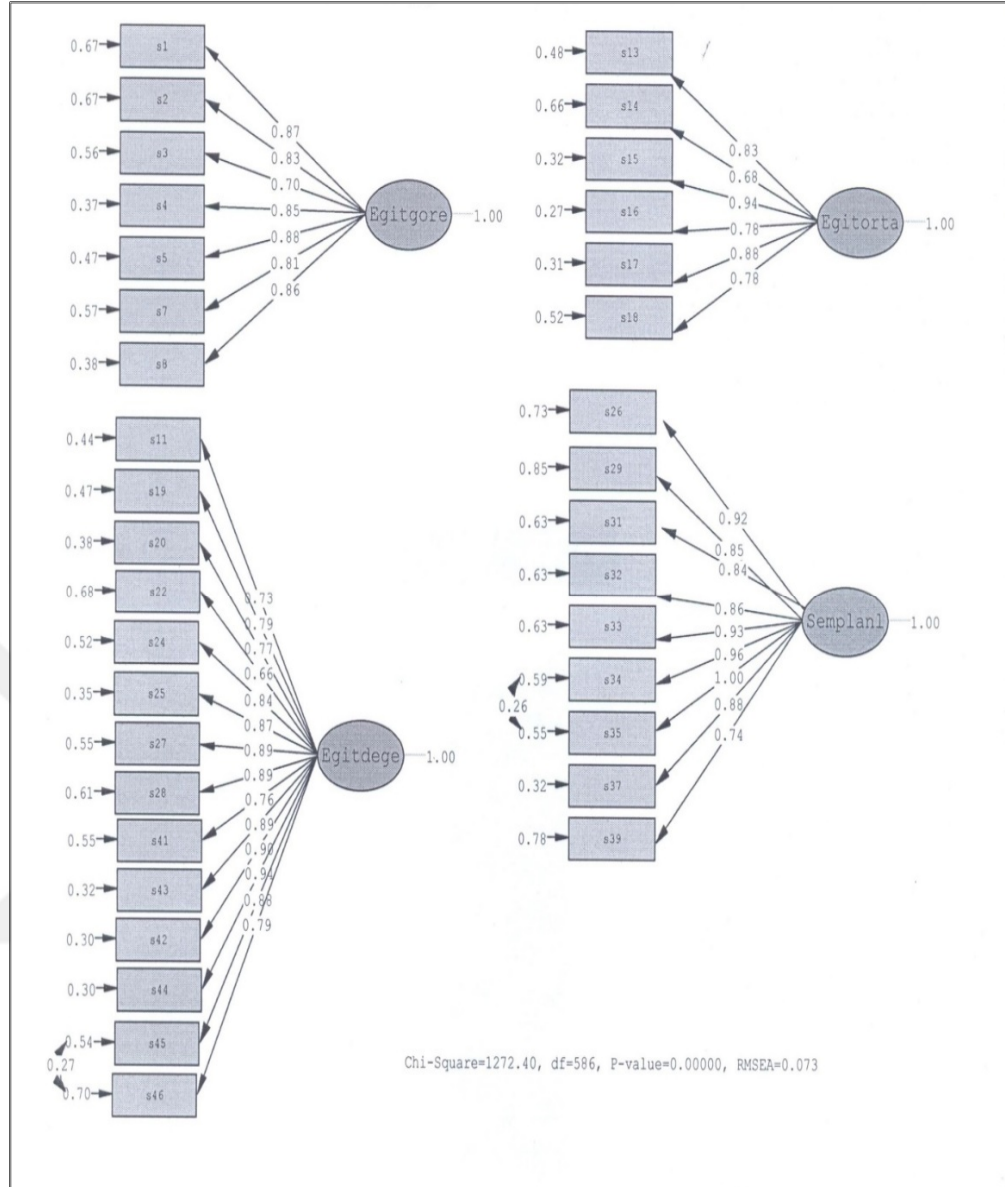 0.67 s1
0.67 s2
0.56 s3
0.37 s4
0.47 s5
0.57 s7
0.38 s8
0.87
0.83
0.70
0.85
0.88
0.81
0.86
Egitgore 1.00
0.48 s13
0.66 s14
0.32 s15
0.27 s16
0.31 s17
0.52 s18
0.83
0.68
0.94
0.78
0.88
0.78
Egitorta 1.00
0.44 s11
0.47 s19
0.38 s20
0.68 s22
0.52 s24
0.35 s25
0.55 s27
0.61 s28
0.55 s41
0.32 s43
0.30 s42
0.30 s44
0.54 s45
0.27
0.70 s46
0.73
0.79
0.77
0.66
0.84
0.87
0.89
0.89
0.76
0.89
0.90
0.94
0.88
0.79
Egitdege 1.00
0.73 s26
0.85 s29
0.63 s31
0.63 s32
0.63 s33
0.59 s34
0.26
0.55 s35
0.32 s37
0.78 s39
0.92
0.85
0.84
0.86
0.93
0.96
1.00
0.88
0.74
Semplanl 1.00
Chi-Square=1272.40, df=586, P-value=0.00000, RMSEA=0.073